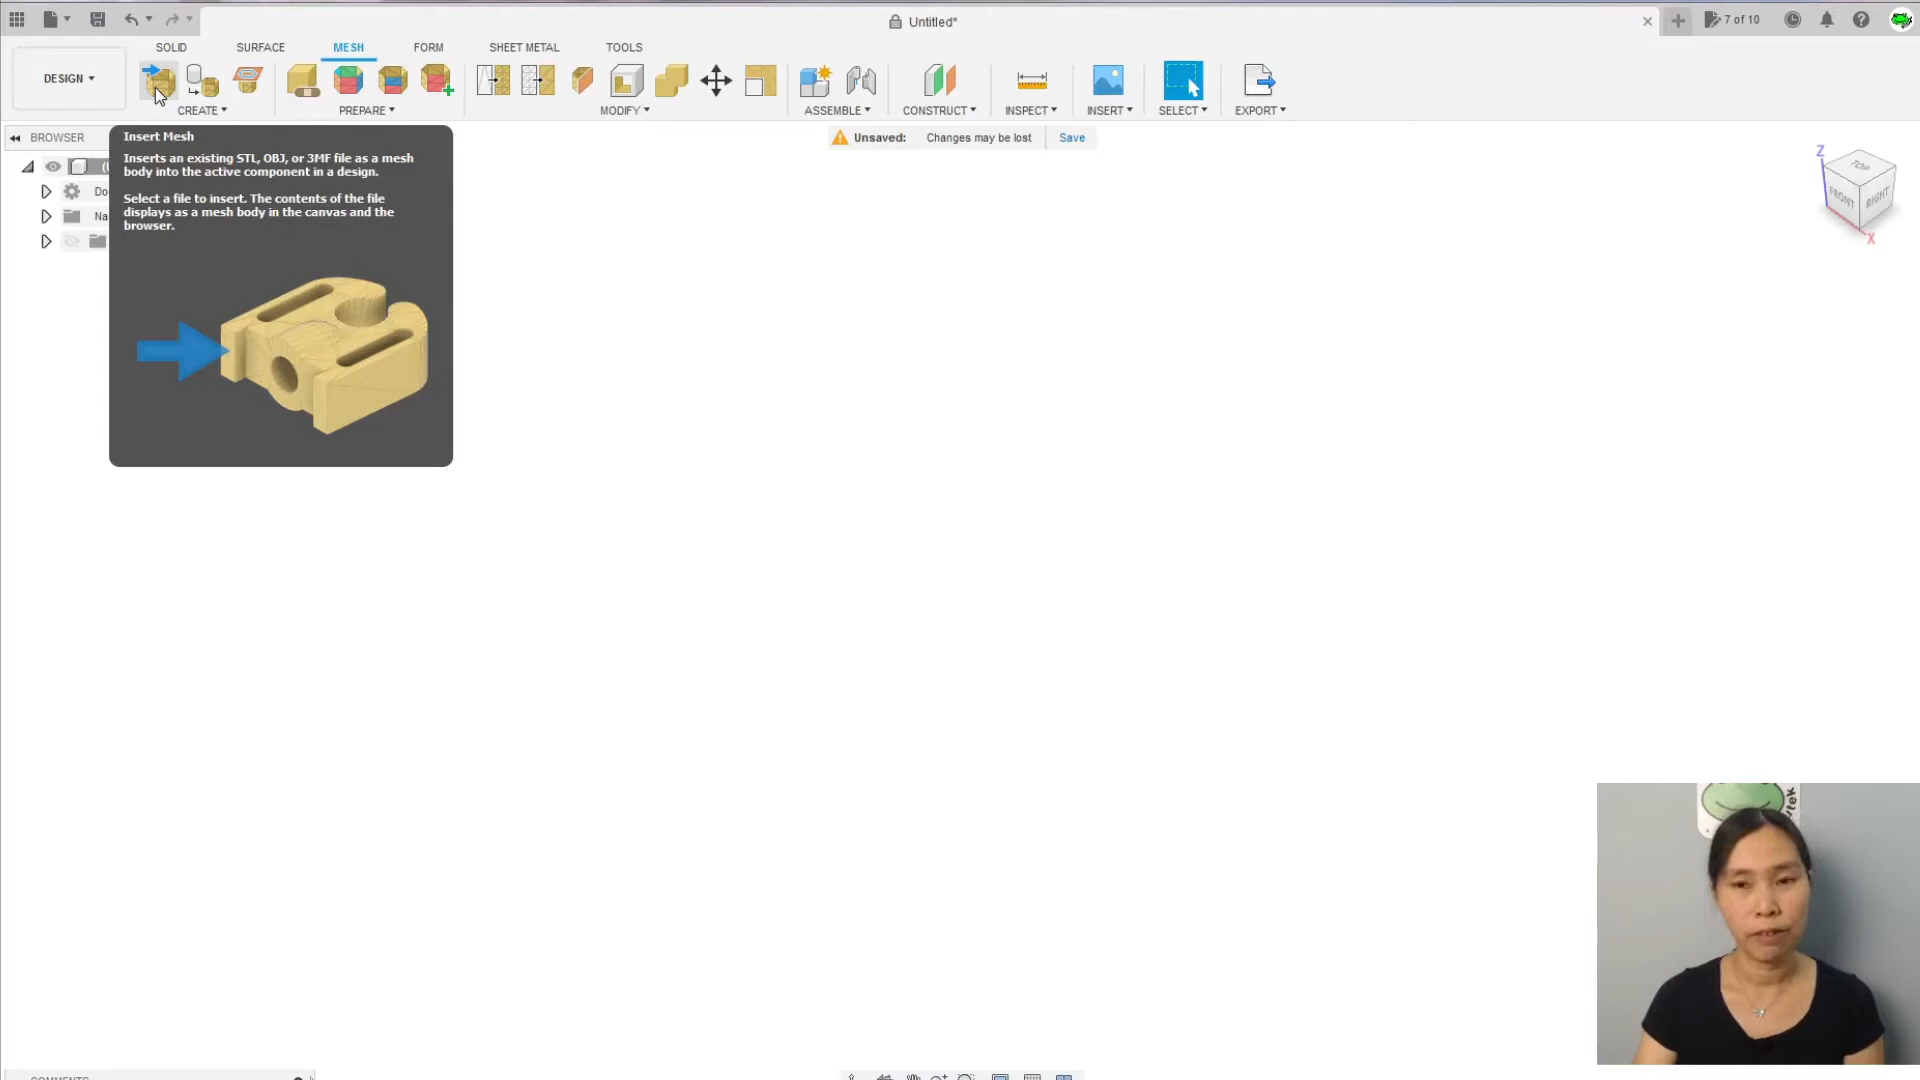 Untitled*
7 of 10
SOLID SURFACE MESH FORM SHEET METAL TOOLS
DESIGN
CREATE PREPARE MODIFY ASSEMBLE CONSTRUCT INSPECT INSERT SELECT EXPORT
BROWSER
Unsaved: Changes may be lost Save
(U
Do
Na
Insert Mesh
Inserts an existing STL, OBJ, or 3MF file as a mesh
body into the active component in a design.
Select a file to insert. The contents of the file
displays as a mesh body in the canvas and the
browser.
Z
TOP
FRONT
RIGHT
X
COMMENTS